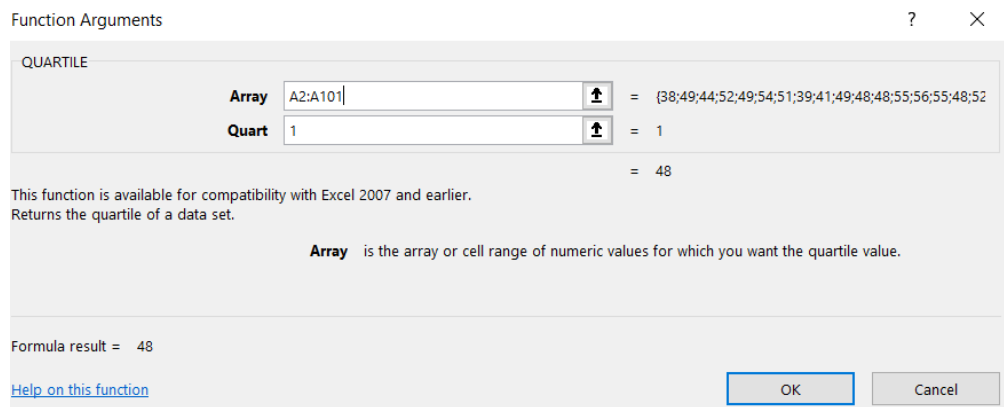 Function Arguments ? ×
QUARTILE
Array A2:A101 = {38;49;44;52;49;54;51;39;41;49;48;48;55;56;55;48;52
Quart 1 = 1
= 48
This function is available for compatibility with Excel 2007 and earlier.
Returns the quartile of a data set.
Array is the array or cell range of numeric values for which you want the quartile value.
Formula result = 48
Help on this function OK Cancel